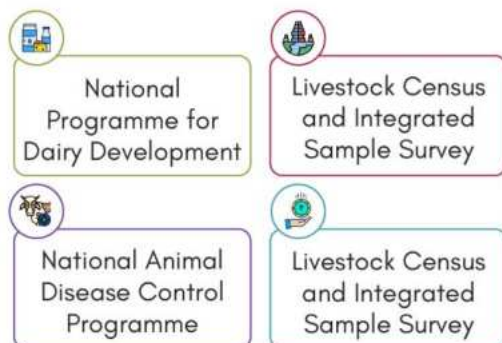 National
Programme for
Dairy Development
Livestock Census
and Integrated
Sample Survey
National Animal
Disease Control
Programme
Livestock Census
and Integrated
Sample Survey